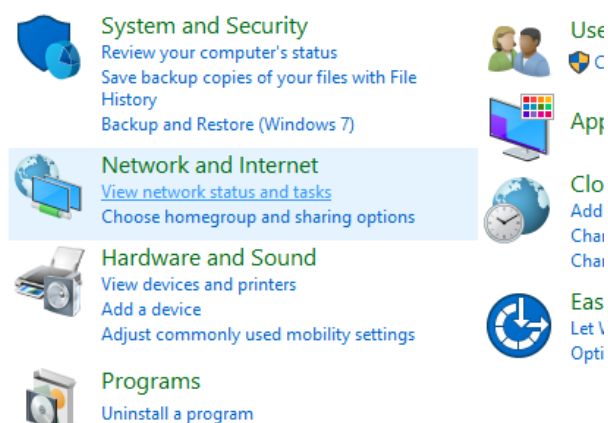 System and Security
Review your computer's status
Save backup copies of your files with File
History
Backup and Restore (Windows 7)
Network and Internet
View network status and tasks
Choose homegroup and sharing options
Hardware and Sound
View devices and printers
Add a device
Adjust commonly used mobility settings
Programs
Uninstall a program
Add
Let